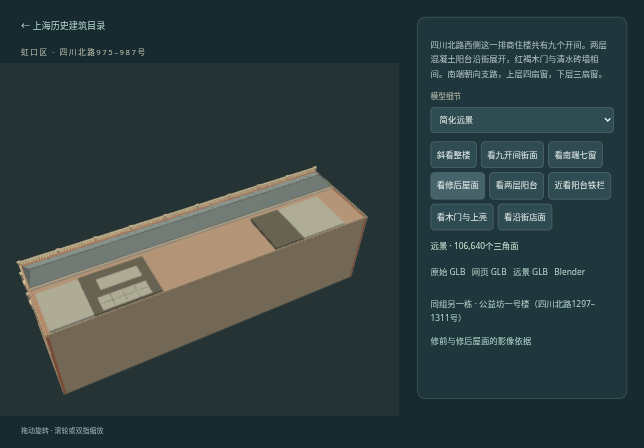 ← 上海历史建筑目录
虹口区 · 四川北路975–987号
四川北路西侧这一排商住楼共有九个开间。两层
混凝土阳台沿街展开，红褐木门与清水砖墙相
间。南端朝向支路，上层四扇窗，下层三扇窗。
模型细节
简化远景
斜看整楼 看九开间街面 看南端七窗
看修后屋面 看两层阳台 近看阳台铁栏
看木门与上亮 看沿街店面
远景 · 106,640个三角面
原始 GLB 网页 GLB 远景 GLB Blender
同组另一栋 · 公益坊一号楼（四川北路1297–
1311号）
修前与修后屋面的影像依据
拖动旋转 · 滚轮或双指缩放